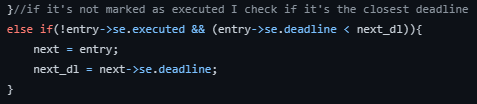 }//if it's not marked as executed I check if it's the closest deadline
else if(!entry->se.executed && (entry->se.deadline < next_dl)){
    next = entry;
    next_dl = next->se.deadline;
}